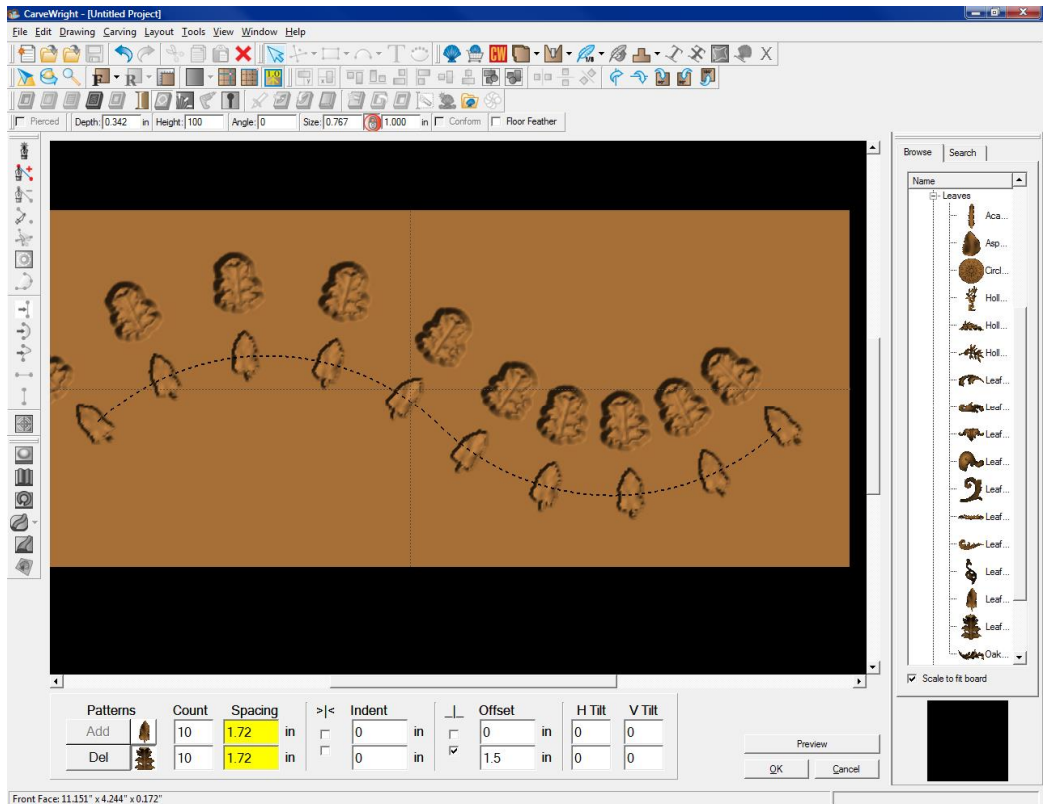 CarveWright - [Untitled Project]
File Edit Drawing Carving Layout Tools View Window Help
T CW 1/8 X
F R
Pierced Depth: 0.342 in Height: 100 Angle: 0 Size: 0.767 1.000 in Conform Floor Feather
Browse Search
Name
Leaves
Aca...
Asp...
Circl...
Holl...
Holl...
Holl...
Leaf...
Leaf...
Leaf...
Leaf...
Leaf...
Leaf...
Leaf...
Leaf...
Leaf...
Leaf...
Oak...
Scale to fit board
Patterns Count Spacing >|< Indent _|_ Offset H Tilt V Tilt
Add 10 1.72 in 0 in 0 in 0 0
Del 10 1.72 in 0 in 1.5 in 0 0
Preview
OK Cancel
Front Face: 11.151" x 4.244" x 0.172"